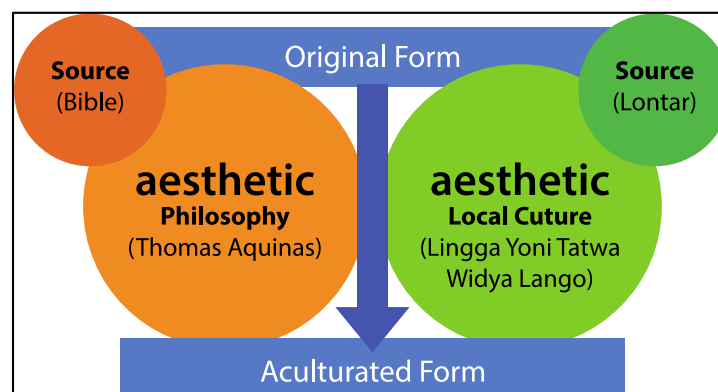 Original Form
Source
(Bible)
Source
(Lontar)
aesthetic
Philosophy
(Thomas Aquinas)
aesthetic
Local Cuture
(Lingga Yoni Tatwa
Widya Lango)
Aculturated Form